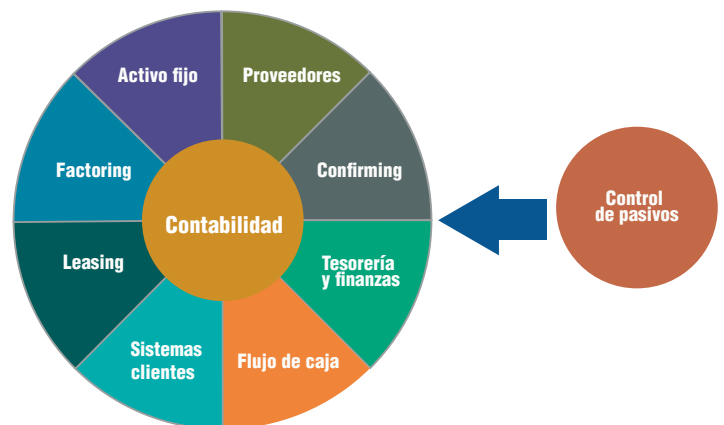 Activo fijo
Proveedores
Factoring
Confirming
Contabilidad
Leasing
Tesorería
y finanzas
Sistemas
clientes
Flujo de caja
Control
de pasivos